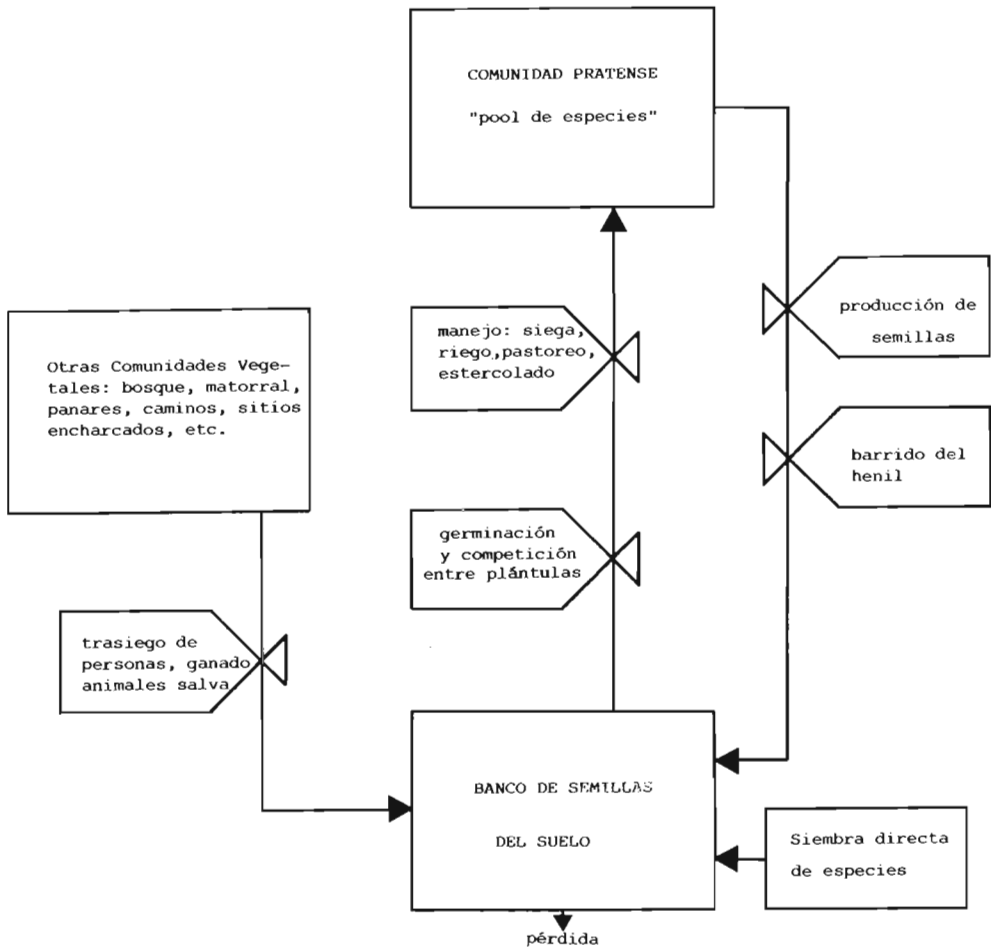 COMUNIDAD PRATENSE
"pool de especies"
producción de
semillas
manejo: siega,
riego,pastoreo,
estercolado
Otras Comunidades Vege-
tales: bosque, matorral,
panares, caminos, sitios
encharcados, etc.
barrido del
henil
germinación
y competición
entre plántulas
trasiego de
personas, ganado
animales salva
BANCO DE SEMILLAS
DEL SUELO
Siembra directa
de especies
pérdida